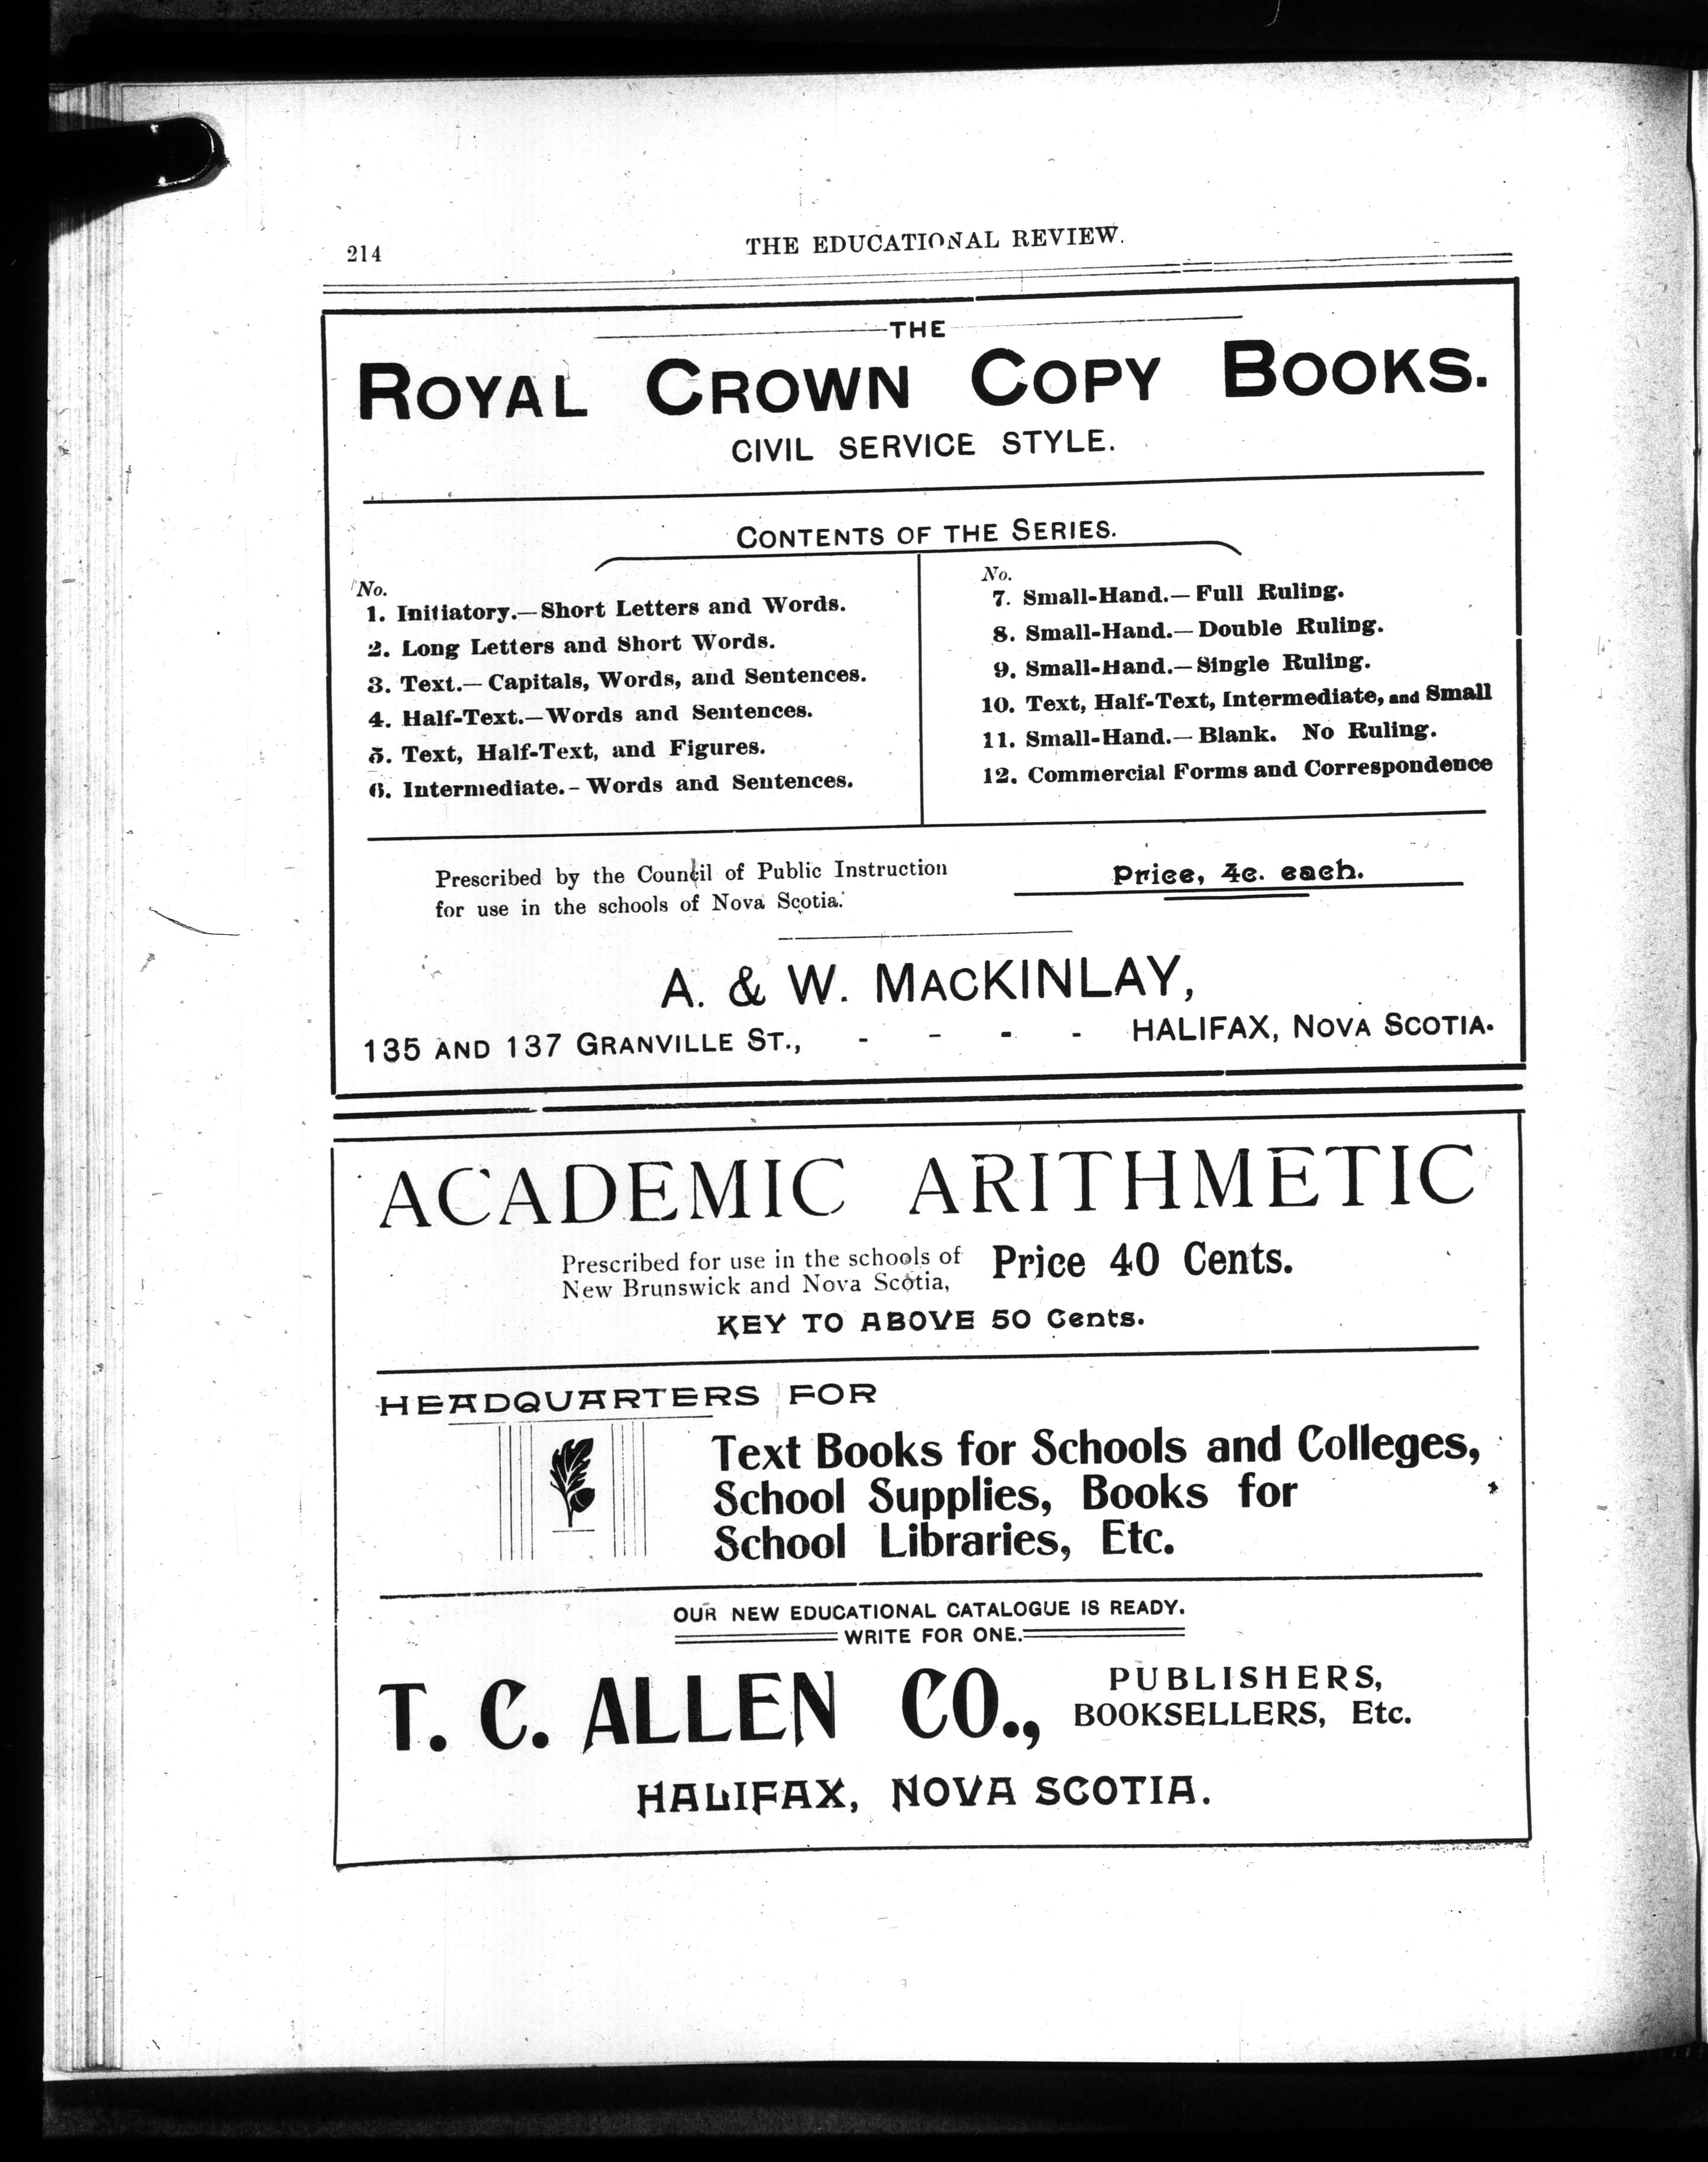 214
THE EDUCATIONAL REVIEW.
THE
ROYAL CROWN COPY BOOKS.
CIVIL SERVICE STYLE.
CONTENTS OF THE SERIES.
No.
1. Initiatory.—Short Letters and Words.
2. Long Letters and Short Words.
3. Text.—Capitals, Words, and Sentences.
4. Half-Text.—Words and Sentences.
5. Text, Half-Text, and Figures.
6. Intermediate.-Words and Sentences.
No.
7. Small-Hand.—Full Ruling.
8. Small-Hand.—Double Ruling.
9. Small-Hand.—Single Ruling.
10. Text, Half-Text, Intermediate, and Small
11. Small-Hand.—Blank. No Ruling.
12. Commercial Forms and Correspondence
Prescribed by the Council of Public Instruction
for use in the schools of Nova Scotia.
Price, 4c. each.
A. & W. MACKINLAY,
135 AND 137 GRANVILLE ST., - - - - HALIFAX, NOVA SCOTIA.
ACADEMIC ARITHMETIC
Prescribed for use in the schools of
New Brunswick and Nova Scotia,
Price 40 Cents.
KEY TO ABOVE 50 Cents.
HEADQUARTERS FOR
Text Books for Schools and Colleges,
School Supplies, Books for
School Libraries, Etc.
OUR NEW EDUCATIONAL CATALOGUE IS READY.
WRITE FOR ONE.
T. C. ALLEN CO.,
PUBLISHERS,
BOOKSELLERS, Etc.
HALIFAX, NOVA SCOTIA.